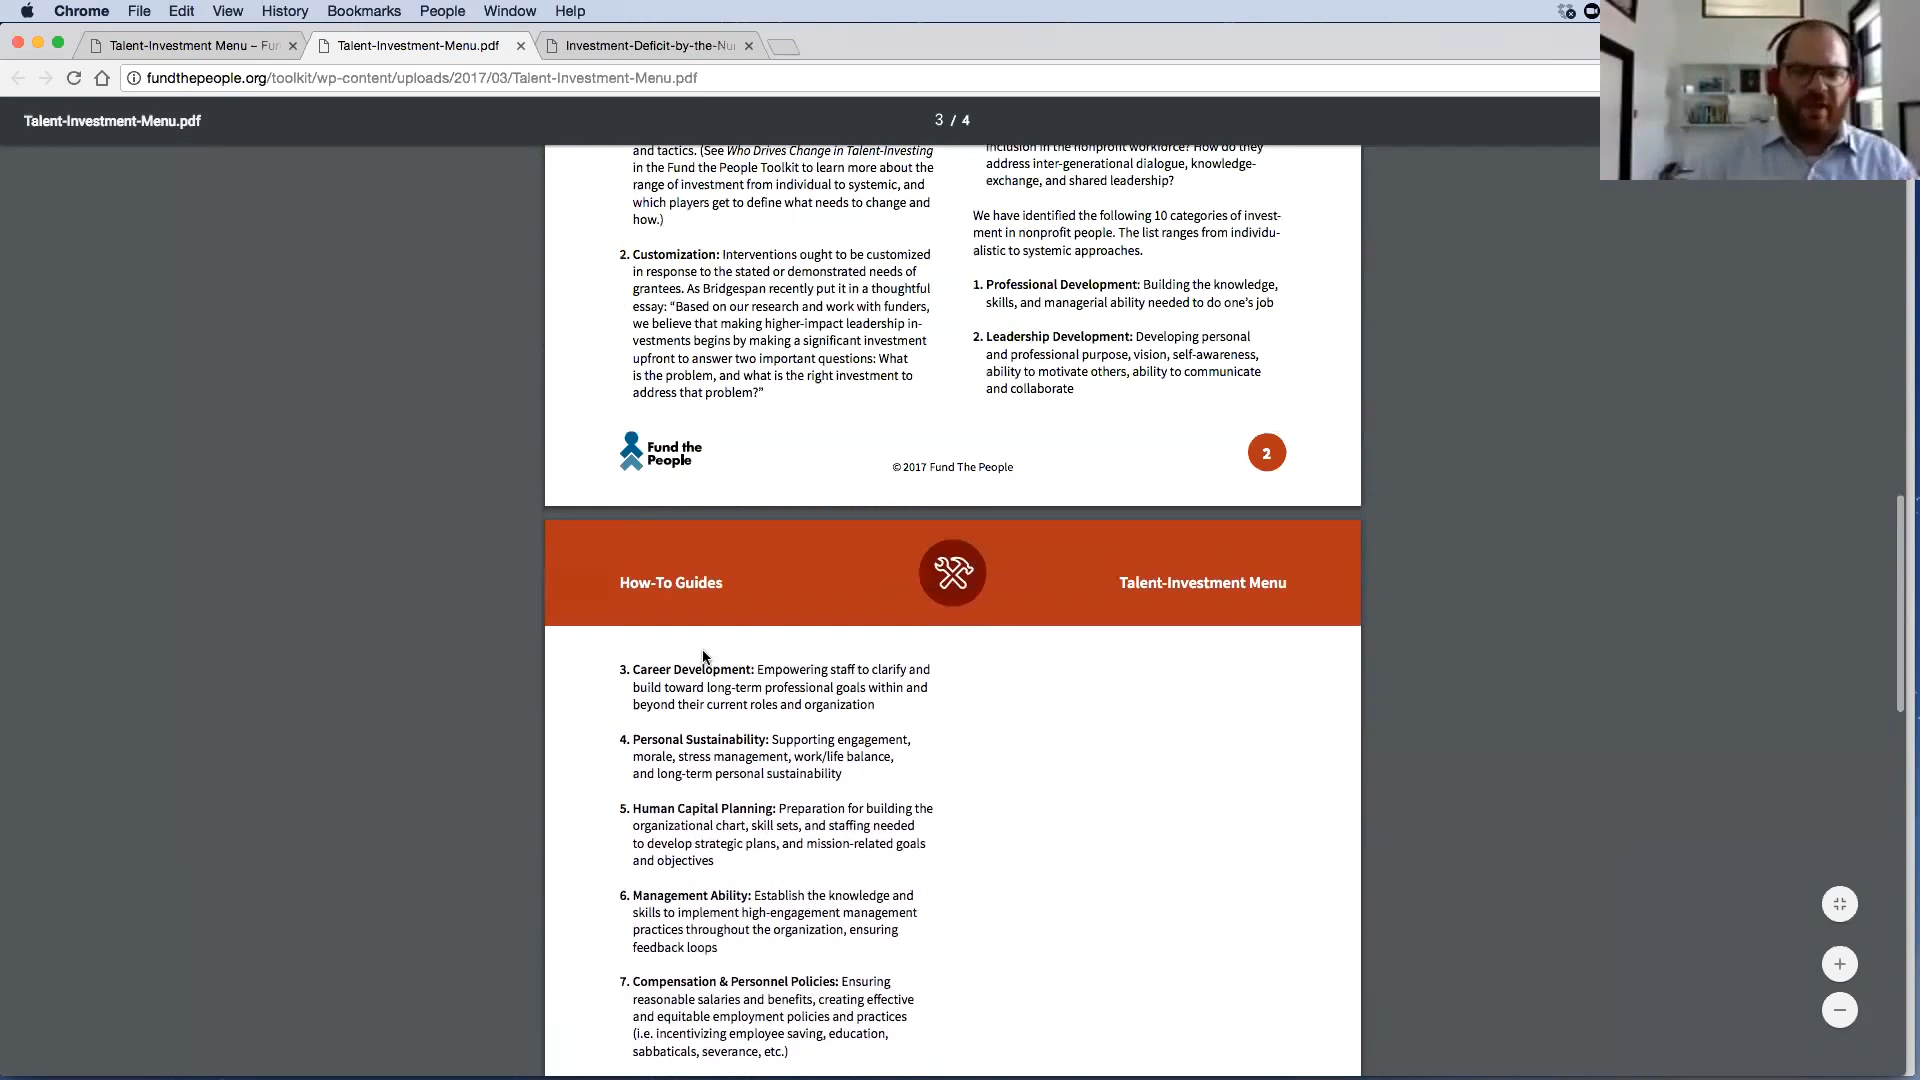 Chrome File Edit View History Bookmarks People Window Help
Talent-Investment Menu – Fun
Talent-Investment-Menu.pdf
Investment-Deficit-by-the-Nu
fundthepeople.org/toolkit/wp-content/uploads/2017/03/Talent-Investment-Menu.pdf
Talent-Investment-Menu.pdf
3 / 4
and tactics. (See Who Drives Change in Talent-Investing
in the Fund the People Toolkit to learn more about the
range of investment from individual to systemic, and
which players get to define what needs to change and
how.)
2. Customization: Interventions ought to be customized
in response to the stated or demonstrated needs of
grantees. As Bridgespan recently put it in a thoughtful
essay: “Based on our research and work with funders,
we believe that making higher-impact leadership in-
vestments begins by making a significant investment
upfront to answer two important questions: What
is the problem, and what is the right investment to
address that problem?”
inclusion in the nonprofit workforce? How do they
address inter-generational dialogue, knowledge-
exchange, and shared leadership?
We have identified the following 10 categories of invest-
ment in nonprofit people. The list ranges from individu-
alistic to systemic approaches.
1. Professional Development: Building the knowledge,
skills, and managerial ability needed to do one’s job
2. Leadership Development: Developing personal
and professional purpose, vision, self-awareness,
ability to motivate others, ability to communicate
and collaborate
Fund the
People
© 2017 Fund The People
2
How-To Guides
Talent-Investment Menu
3. Career Development: Empowering staff to clarify and
build toward long-term professional goals within and
beyond their current roles and organization
4. Personal Sustainability: Supporting engagement,
morale, stress management, work/life balance,
and long-term personal sustainability
5. Human Capital Planning: Preparation for building the
organizational chart, skill sets, and staffing needed
to develop strategic plans, and mission-related goals
and objectives
6. Management Ability: Establish the knowledge and
skills to implement high-engagement management
practices throughout the organization, ensuring
feedback loops
7. Compensation & Personnel Policies: Ensuring
reasonable salaries and benefits, creating effective
and equitable employment policies and practices
(i.e. incentivizing employee saving, education,
sabbaticals, severance, etc.)